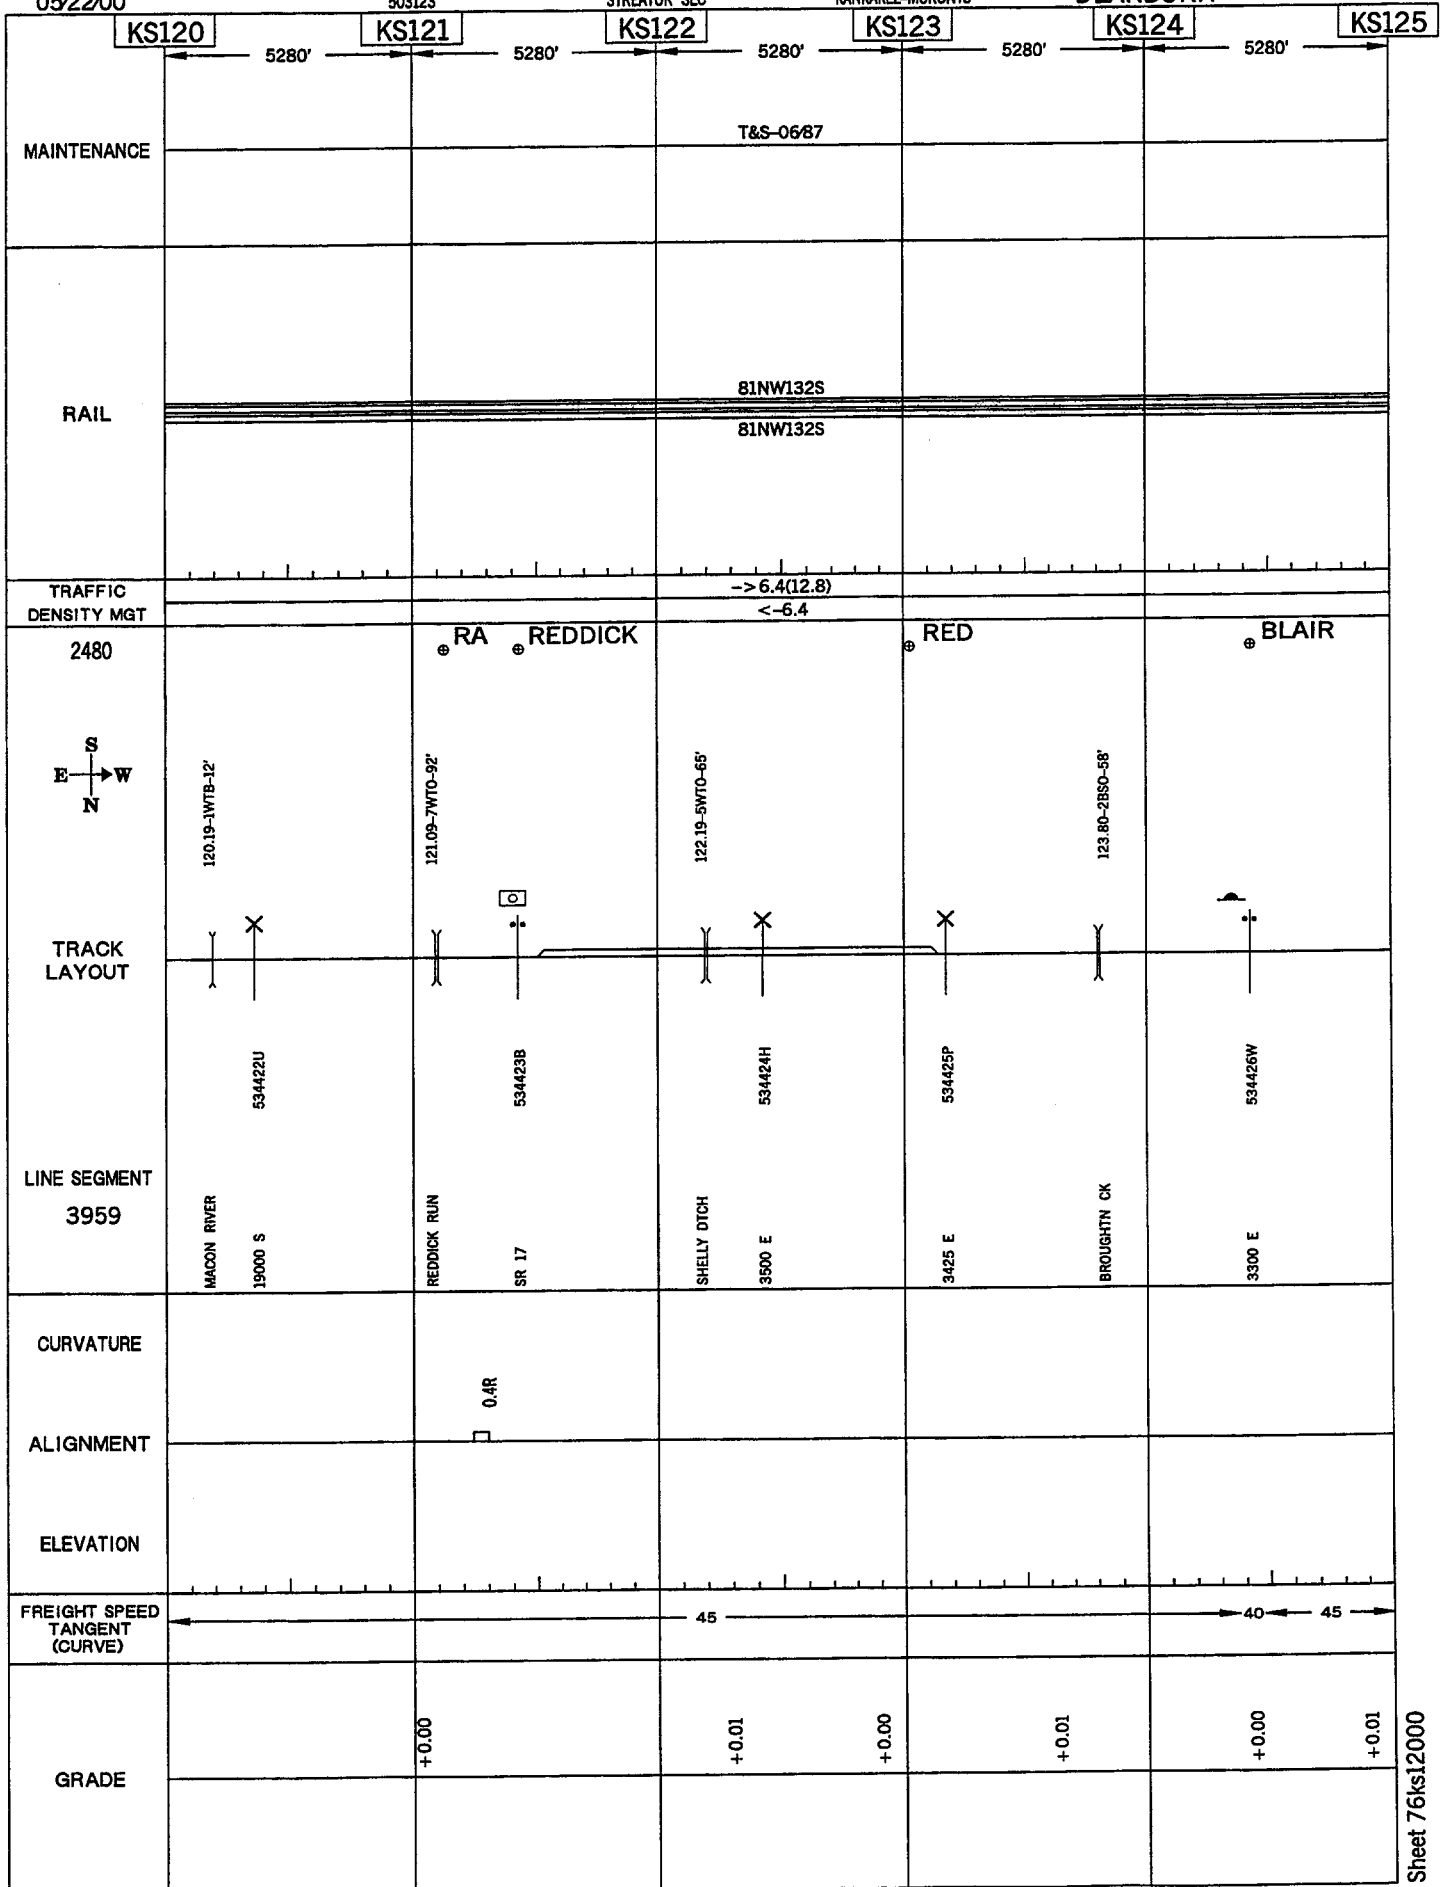 05/22/00
503123
KS120 KS121 KS122 KS123 KS124 KS125
5280' 5280' 5280' 5280' 5280'
MAINTENANCE
T&S-06/87
RAIL
81NW132S
81NW132S
TRAFFIC
DENSITY MGT
->6.4(12.8)
<-6.4
2480
RA REDDICK RED BLAIR
S
E W
N
120.19-1WTB-12'
121.09-7WTO-92'
122.19-5WTO-65'
123.80-2BSO-58'
TRACK
LAYOUT
534422U
534423B
534424H
534425P
534426W
LINE SEGMENT
3959
MACON RIVER
19000 S
REDDICK RUN
SR 17
SHELLY DTCH
3500 E
3425 E
BROUGHTN CK
3300 E
CURVATURE
0.4R
ALIGNMENT
ELEVATION
FREIGHT SPEED
TANGENT
(CURVE)
45 40 45
GRADE
+0.00
+0.01
+0.00
+0.01
+0.00
+0.01
Sheet 76ks12000